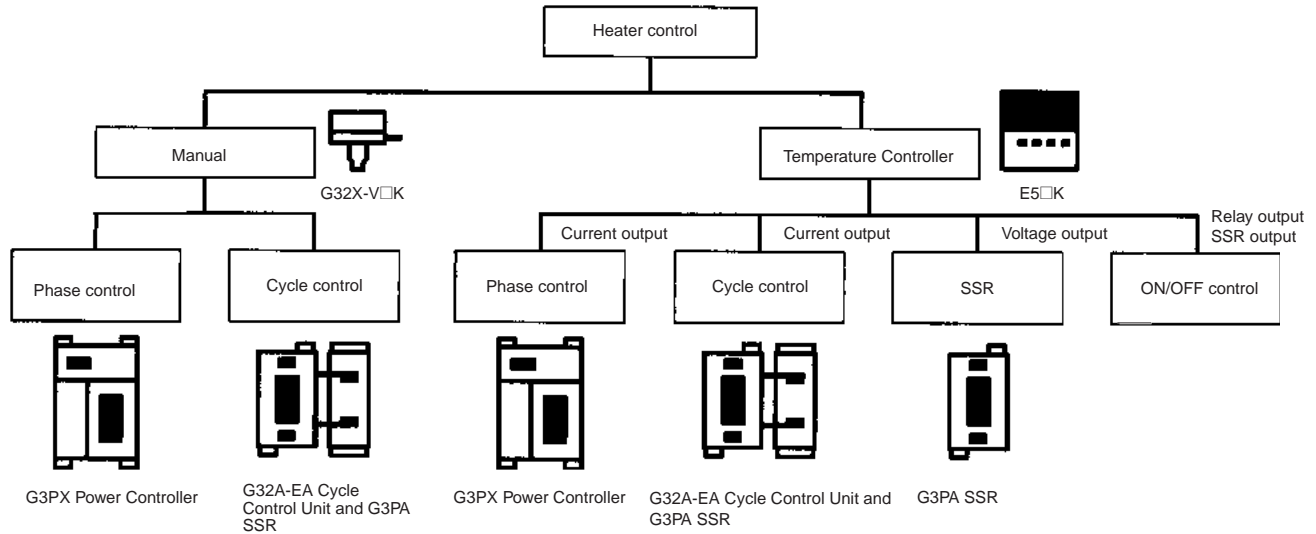 Heater control
Manual
G32X-V□K
Temperature Controller
E5□K
Current output
Current output
Voltage output
Relay output
SSR output
Phase control
Cycle control
Phase control
Cycle control
SSR
ON/OFF control
G3PX Power Controller
G32A-EA Cycle
Control Unit and G3PA
SSR
G3PX Power Controller
G32A-EA Cycle Control Unit and
G3PA SSR
G3PA SSR